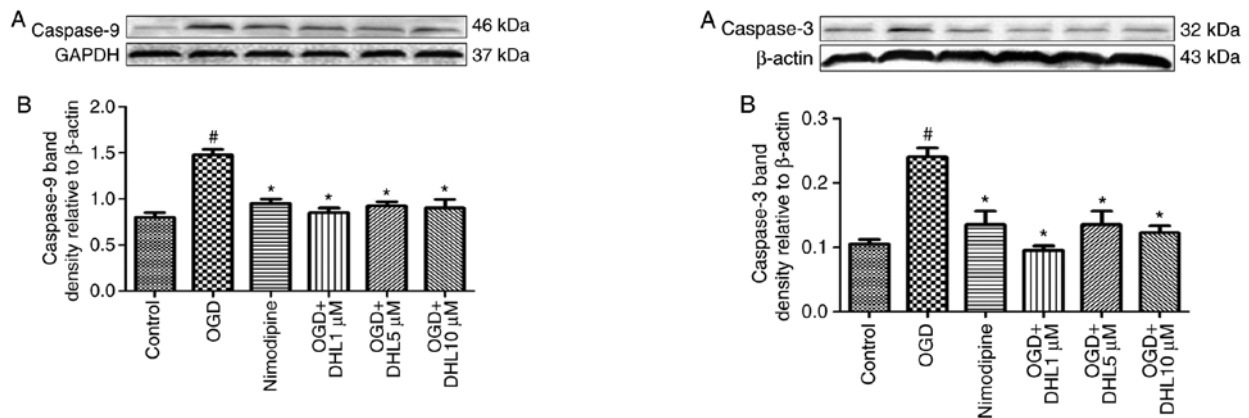 A
Caspase-9
46 kDa
GAPDH
37 kDa
B
Caspase-9 band
density relative to β-actin
2.0
1.5
1.0
0.5
0.0
#
*
*
*
*
Control
OGD
Nimodipine
OGD+
DHL1 μM
OGD+
DHL5 μM
OGD+
DHL10 μM
A
Caspase-3
32 kDa
β-actin
43 kDa
B
Caspase-3 band
density relative to β-actin
0.3
0.2
0.1
0.0
#
*
*
*
*
Control
OGD
Nimodipine
OGD+
DHL1 μM
OGD+
DHL5 μM
OGD+
DHL10 μM